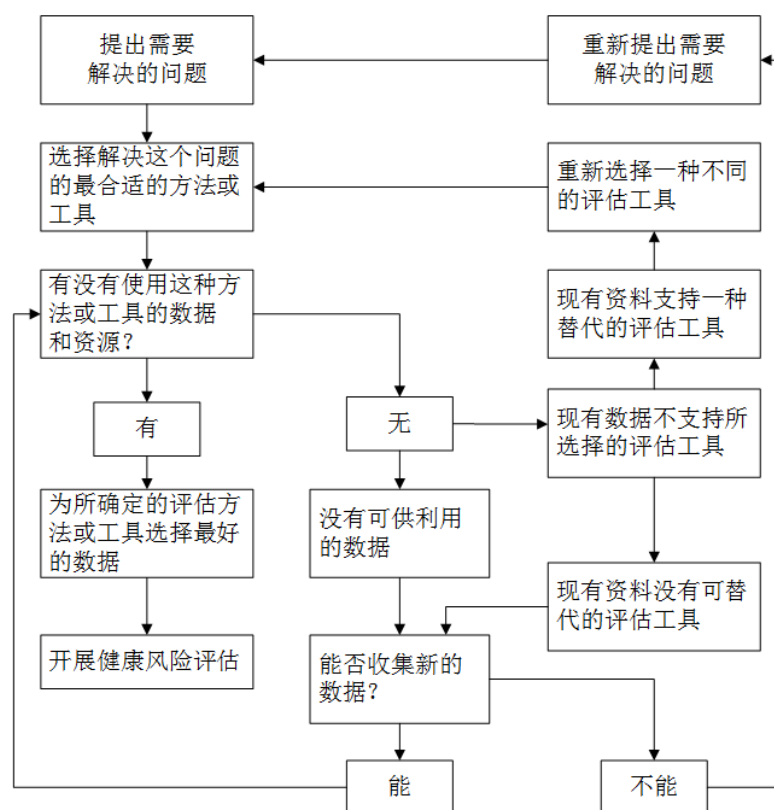 提出需要
解决的问题
重新提出需要
解决的问题
选择解决这个问题
的最合适的方法或
工具
重新选择一种不同
的评估工具
有没有使用这种方
法或工具的数据
和资源？
现有资料支持一种
替代的评估工具
有
无
现有数据不支持所
选择的评估工具
为所确定的评估方
法或工具选择最好
的数据
没有可供利用
的数据
现有资料没有可替
代的评估工具
开展健康风险评估
能否收集新的
数据？
能
不能